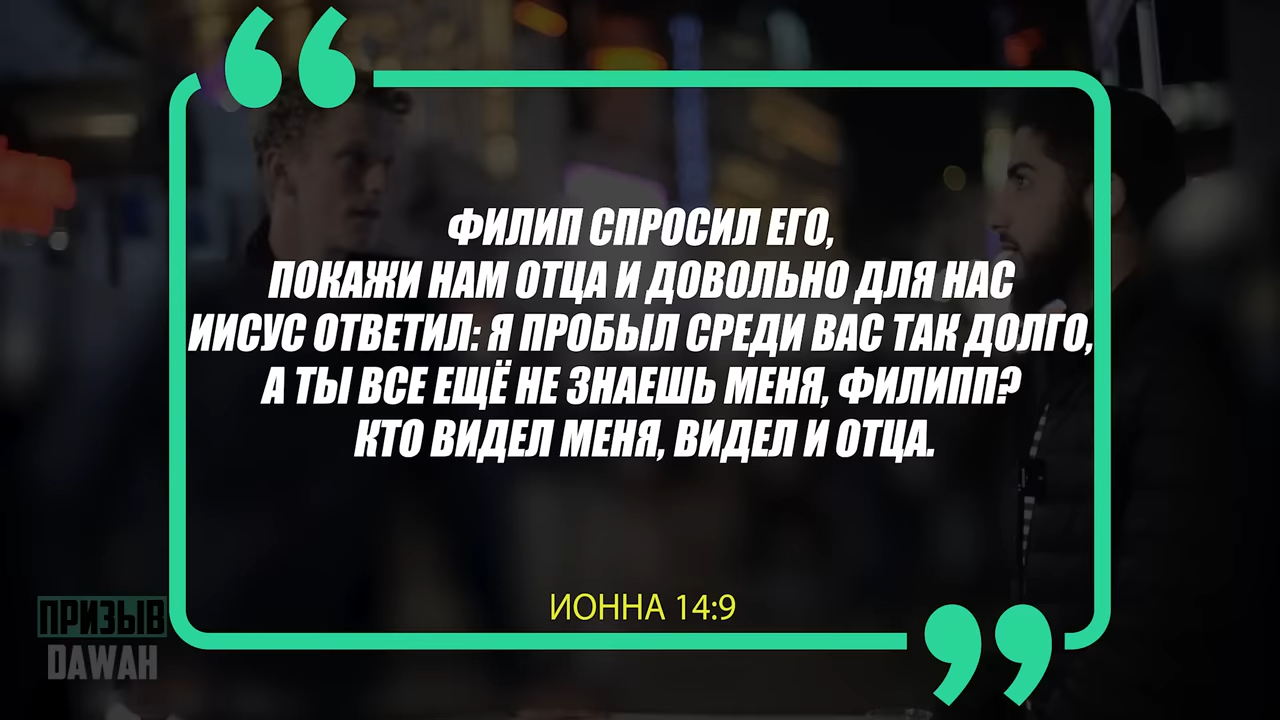 ФИЛИП СПРОСИЛ ЕГО,
ПОКАЖИ НАМ ОТЦА И ДОВОЛЬНО ДЛЯ НАС
ИИСУС ОТВЕТИЛ: Я ПРОБЫЛ СРЕДИ ВАС ТАК ДОЛГО,
А ТЫ ВСЕ ЕЩЁ НЕ ЗНАЕШЬ МЕНЯ, ФИЛИПП?
КТО ВИДЕЛ МЕНЯ, ВИДЕЛ И ОТЦА.
ИОННА 14:9
ПРИЗЫВ
DAWAH